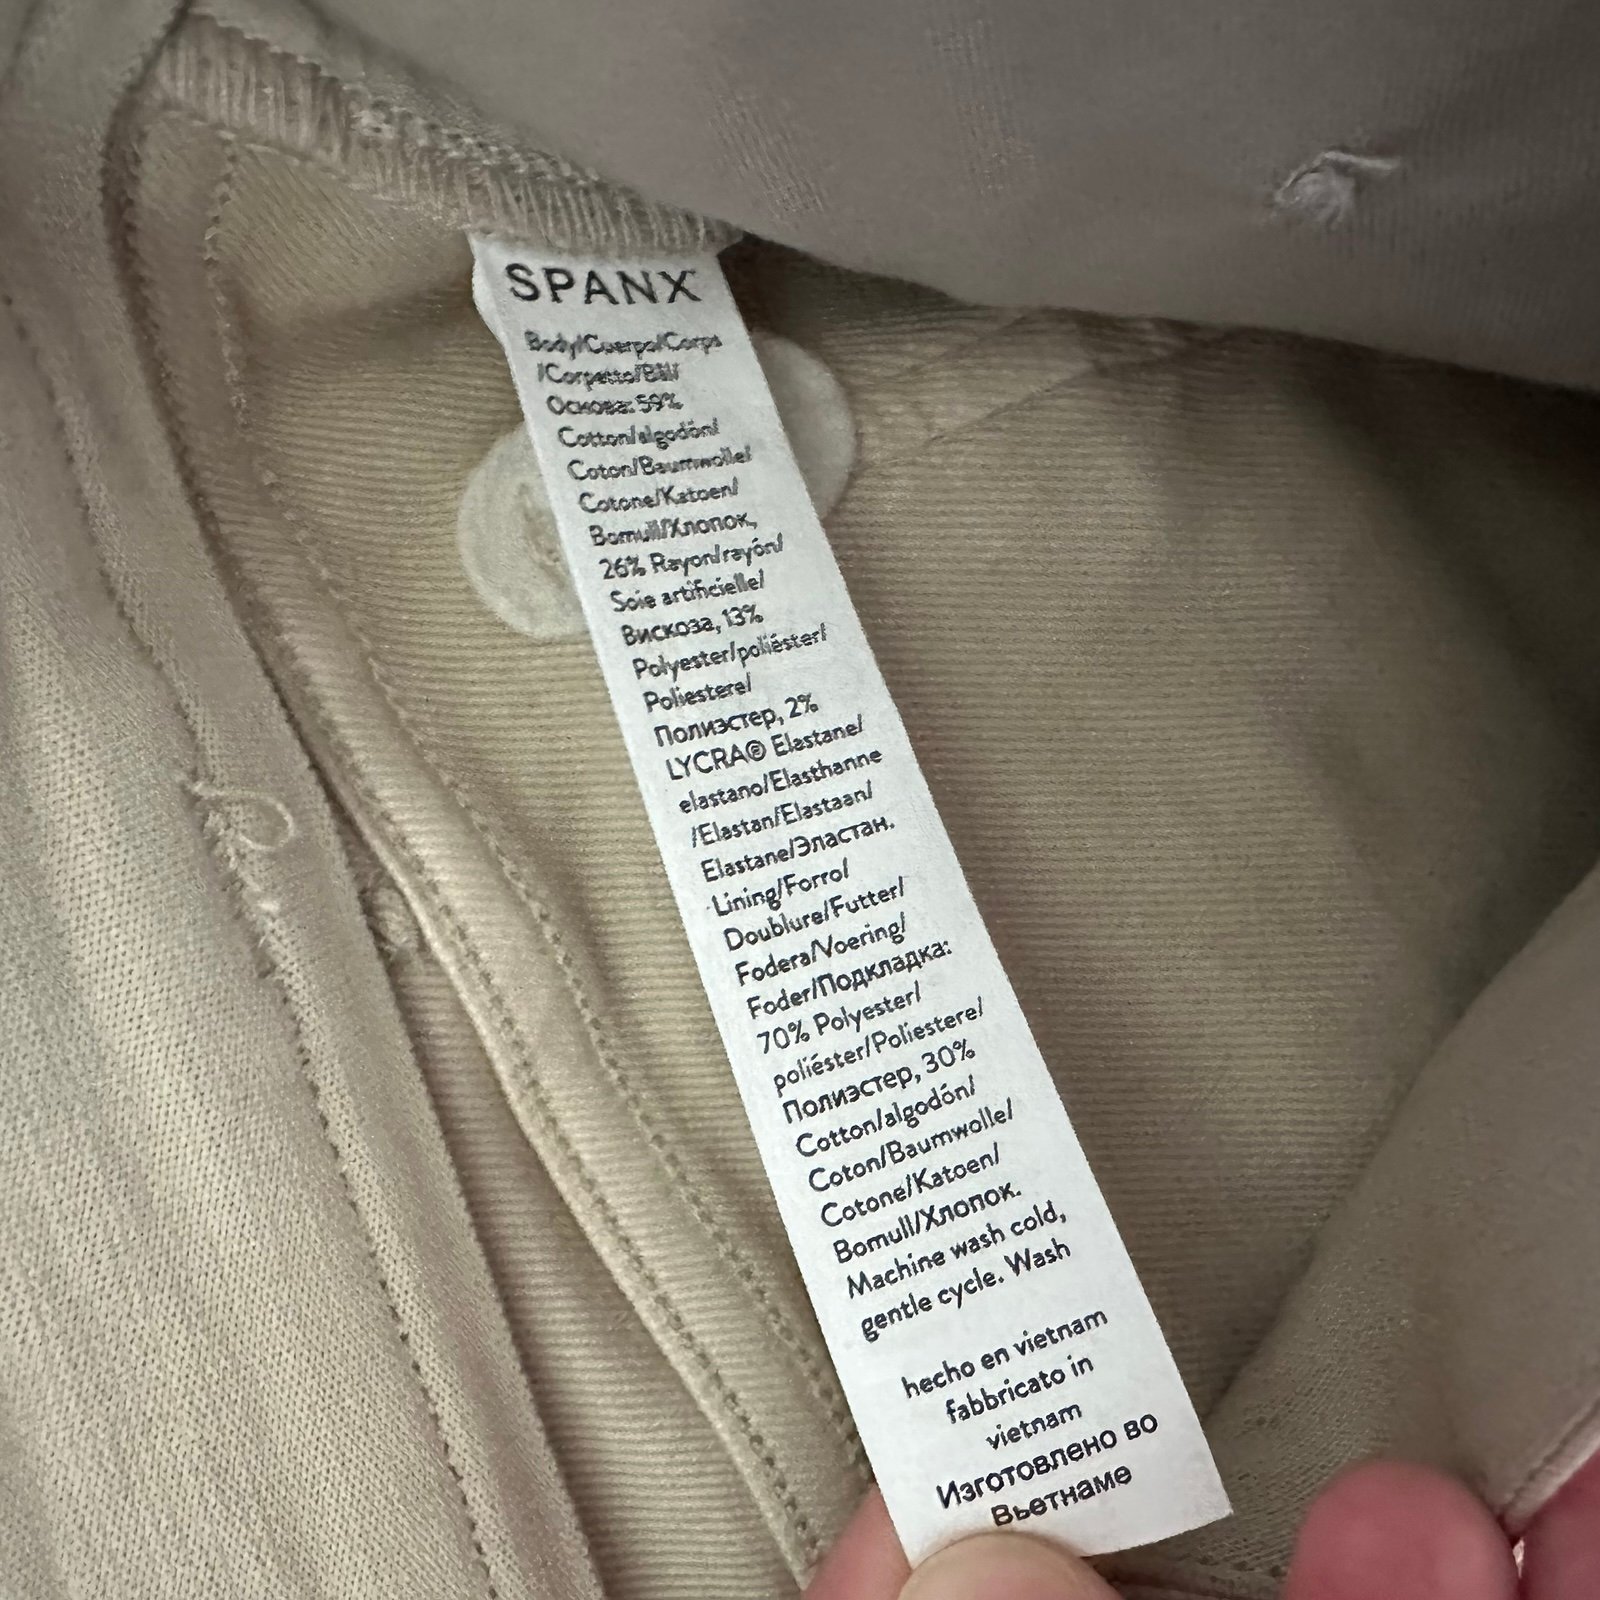 SPANX
Body/Cuerpo/Corps
/Corpetto/Bål/
Основа: 59%
Cotton/algodón/
Coton/Baumwolle/
Cotone/Katoen/
Bomull/Хлопок,
26% Rayon/rayón/
Soie artificielle/
Вискоза, 13%
Polyester/poliéster/
Poliestere/
Полиэстер, 2%
LYCRA® Elastane/
elastano/Elasthanne
/Elastan/Elastaan/
Elastane/Эластан.
Lining/Forro/
Doublure/Futter/
Fodera/Voering/
Foder/Подкладка:
70% Polyester/
poliéster/Poliestere/
Полиэстер, 30%
Cotton/algodón/
Coton/Baumwolle/
Cotone/Katoen/
Bomull/Хлопок.
Machine wash cold,
gentle cycle. Wash
hecho en vietnam
fabbricato in
vietnam
Изготовлено во
Вьетнаме